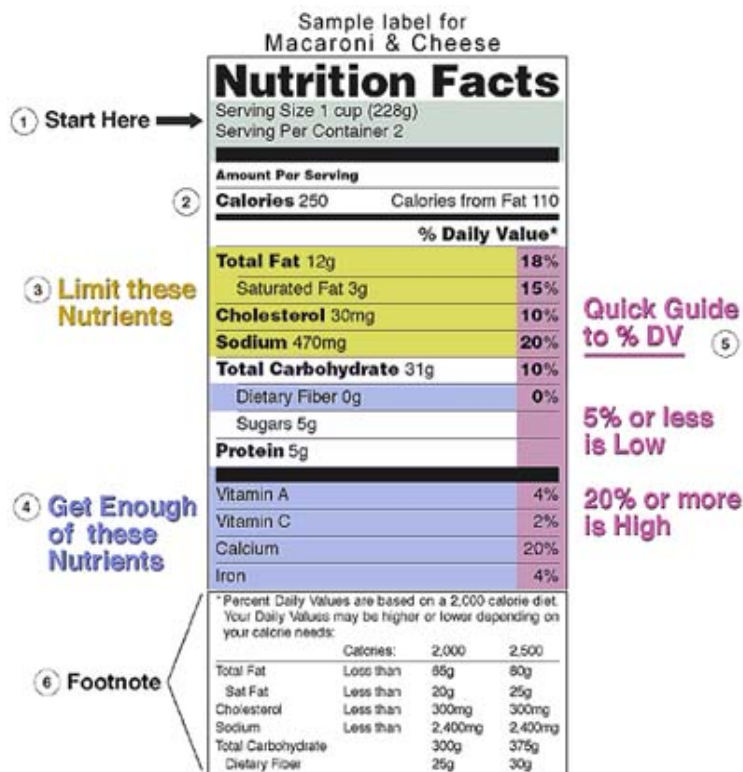 Sample label for
Macaroni & Cheese
Nutrition Facts
① Start Here
Serving Size 1 cup (228g)
Serving Per Container 2
Amount Per Serving
② Calories 250 Calories from Fat 110
% Daily Value*
③ Limit these
Nutrients
Total Fat 12g 18%
Saturated Fat 3g 15%
Cholesterol 30mg 10%
Sodium 470mg 20%
Total Carbohydrate 31g 10%
Dietary Fiber 0g 0%
Sugars 5g
Protein 5g
④ Get Enough
of these
Nutrients
Vitamin A 4%
Vitamin C 2%
Calcium 20%
Iron 4%
Quick Guide
to % DV ⑤
5% or less
is Low
20% or more
is High
⑥ Footnote
*Percent Daily Values are based on a 2,000 calorie diet.
Your Daily Values may be higher or lower depending on
your calorie needs:
Calories: 2,000 2,500
Total Fat Less than 65g 80g
Sat Fat Less than 20g 25g
Cholesterol Less than 300mg 300mg
Sodium Less than 2,400mg 2,400mg
Total Carbohydrate 300g 375g
Dietary Fiber 25g 30g